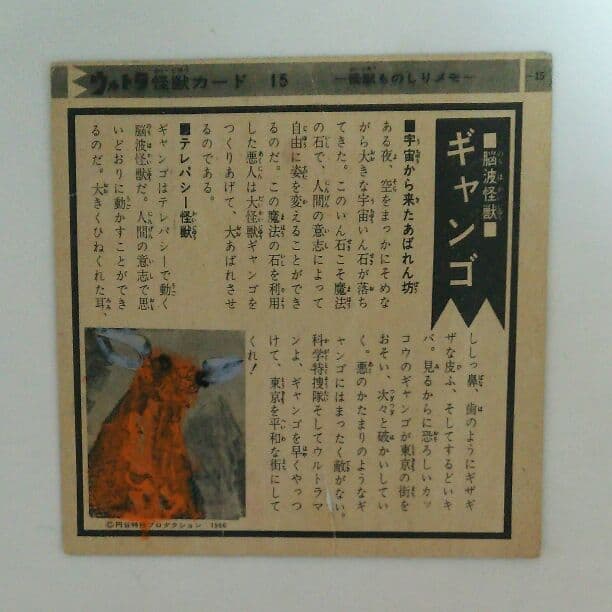 ウルトラ怪獣カード 15 —怪獣ものしりメモ— —15
■脳波怪獣■
ギャンゴ
■宇宙から来たあばれん坊
ある夜、空をまっかにそめな
がら大きな宇宙いん石が落ち
てきた。このいん石こそ魔法
の石で、人間の意志によって
自由に姿を変えることができ
るのだ。この魔法の石を利用
した悪人は大怪獣ギャンゴを
つくりあげて、大あばれさせ
るのである。
■テレパシー怪獣
ギャンゴはテレパシーで動く
脳波怪獣だ。人間の意志で思
いどおりに動かすことができ
るのだ。大きくひねくれた耳、
ししっ鼻、歯のようにギザギ
ザな皮ふ、そしてするどいキ
バ。見るからに恐ろしいカッ
コウのギャンゴが東京の街を
おそい、次々と破かいしてい
く。悪のかたまりのようなギ
ャンゴにはまったく敵がない。
科学特捜隊そしてウルトラマ
ンよ、ギャンゴを早くやっつ
けて、東京を平和な街にして
くれ！
©円谷特技プロダクション 1966